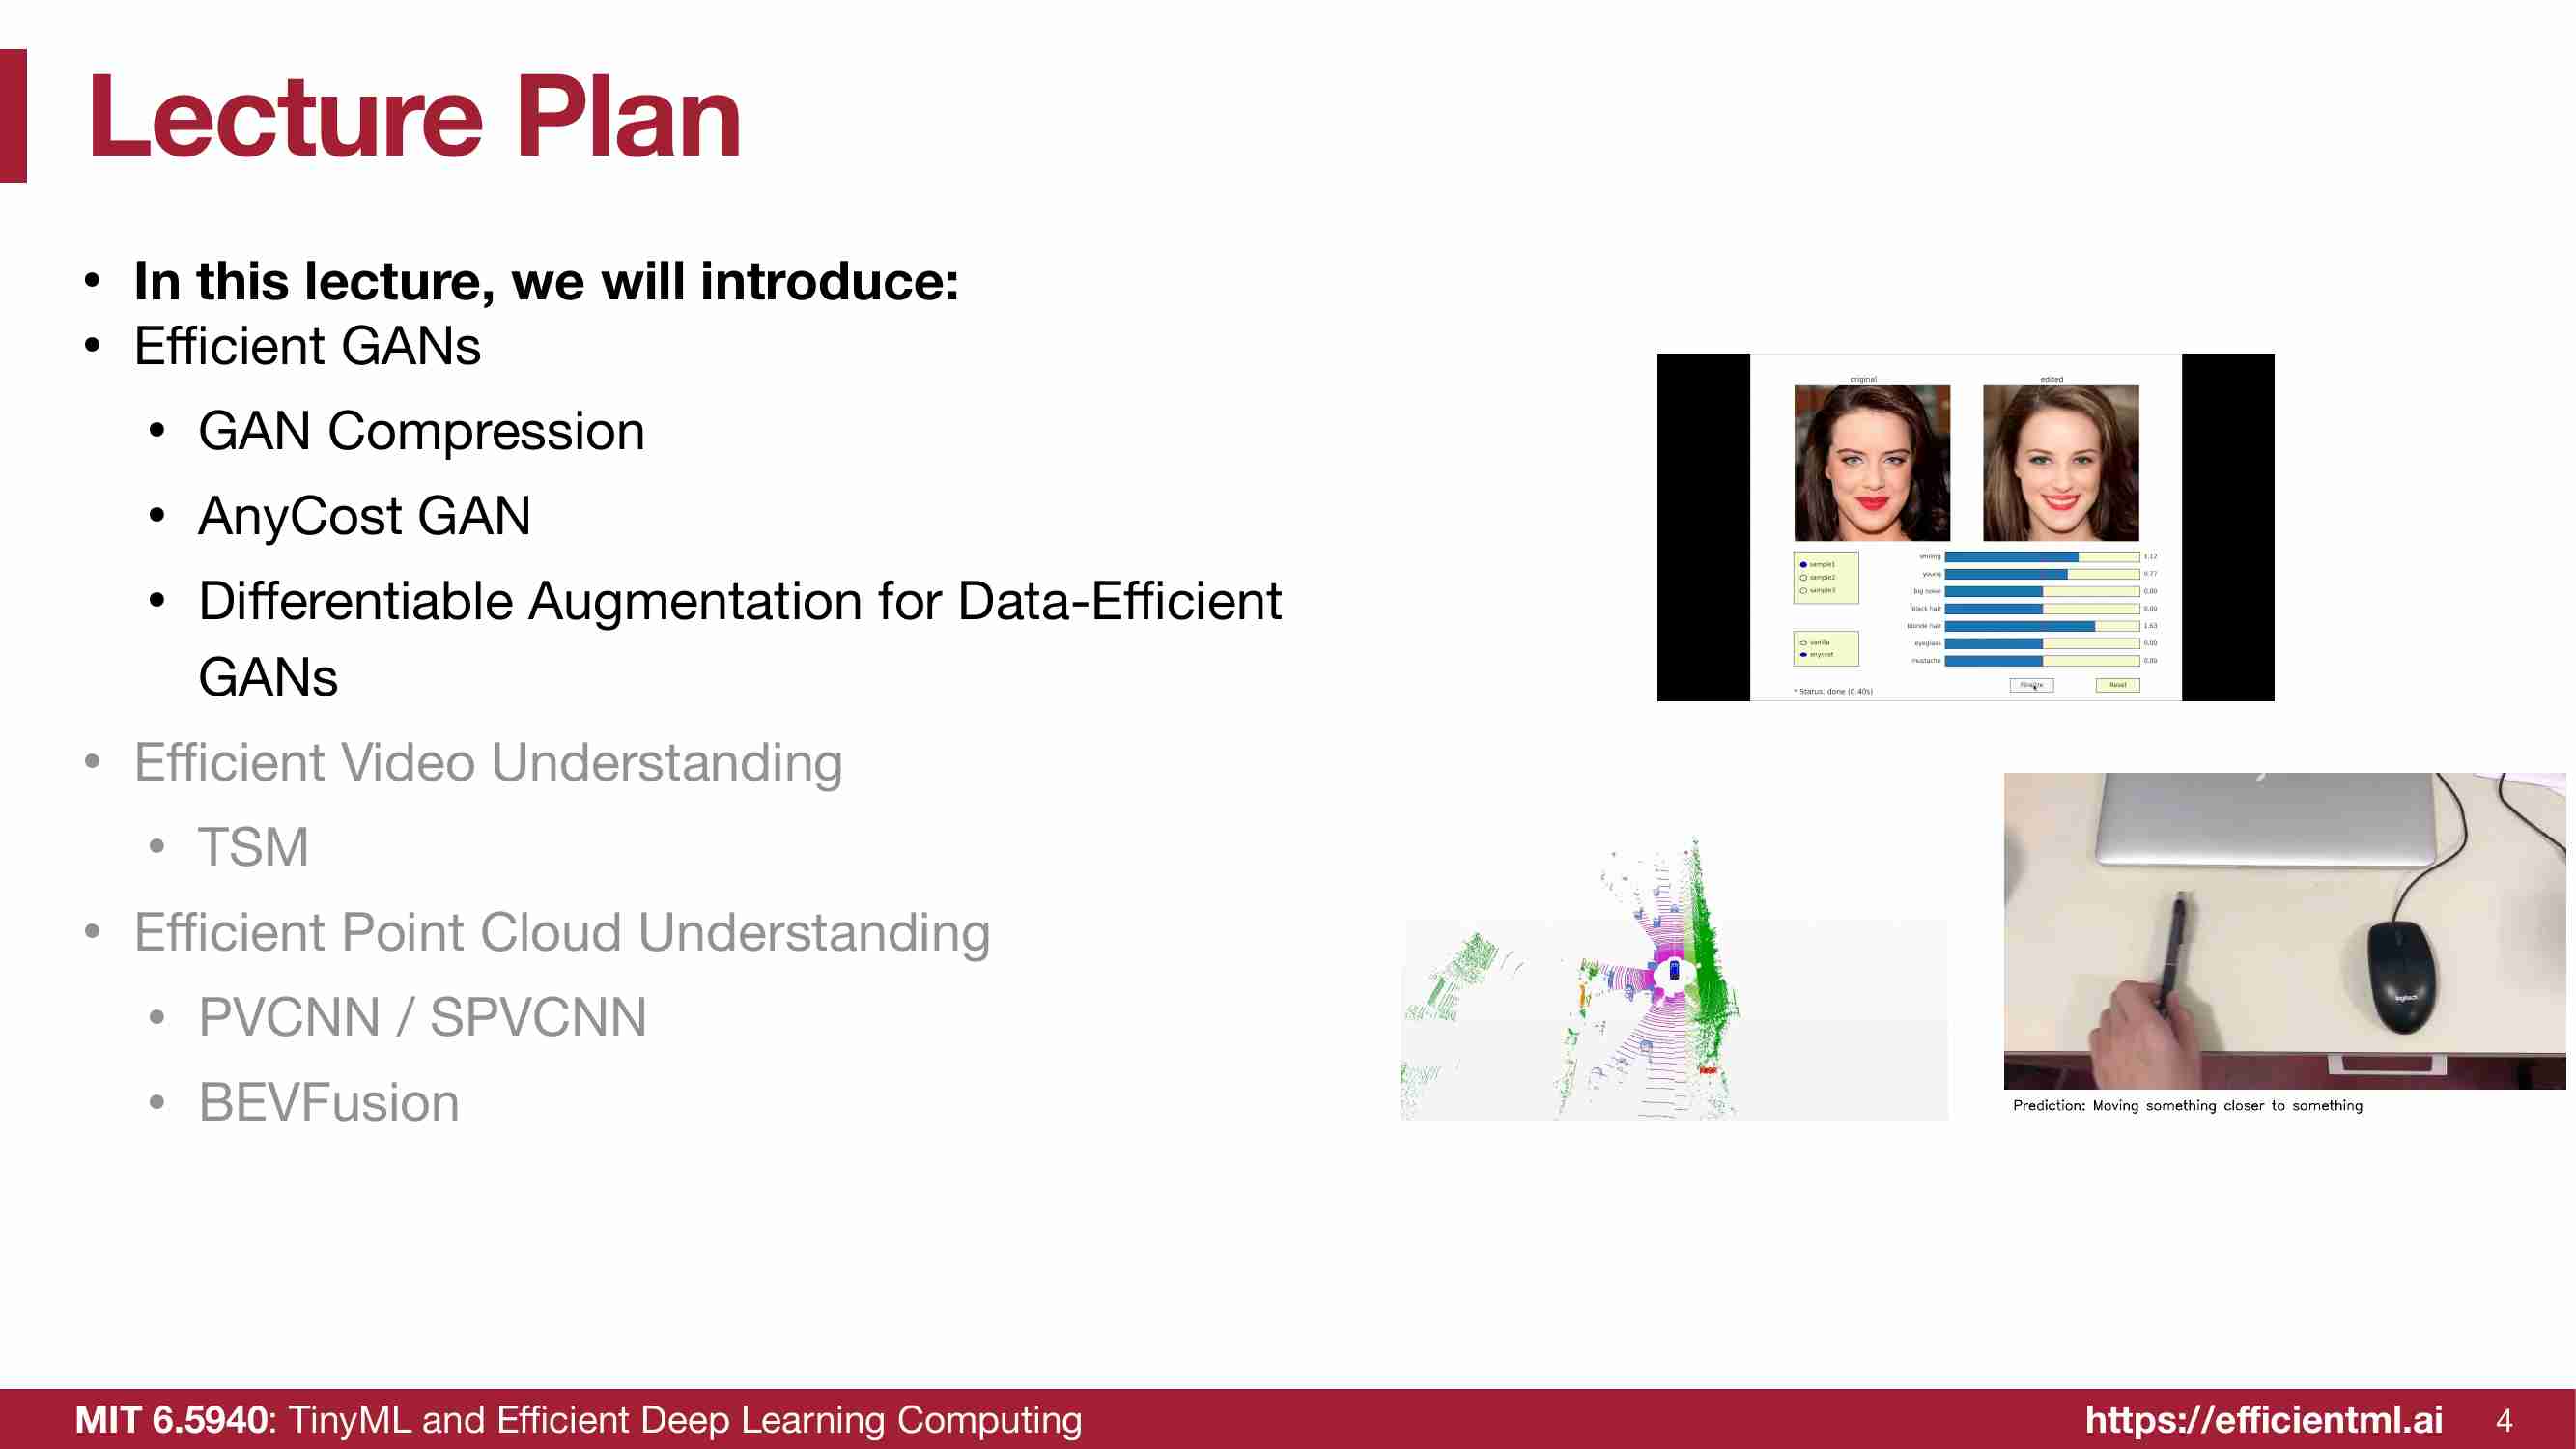 Lecture Plan
• In this lecture, we will introduce:
• Efficient GANs
• GAN Compression
• AnyCost GAN
• Differentiable Augmentation for Data-Efficient
GANs
• Efficient Video Understanding
• TSM
• Efficient Point Cloud Understanding
• PVCNN / SPVCNN
• BEVFusion
original
edited
sample1
sample2
sample3
vanilla
anycost
smiling 1.17
young 0.77
big nose 0.00
black hair 0.00
blonde hair 1.63
eyeglass 0.00
mustache 0.00
* Status: done (0.40s)
Finalize
Reset
logitech
Prediction: Moving something closer to something
MIT 6.5940: TinyML and Efficient Deep Learning Computing
https://efficientml.ai
4